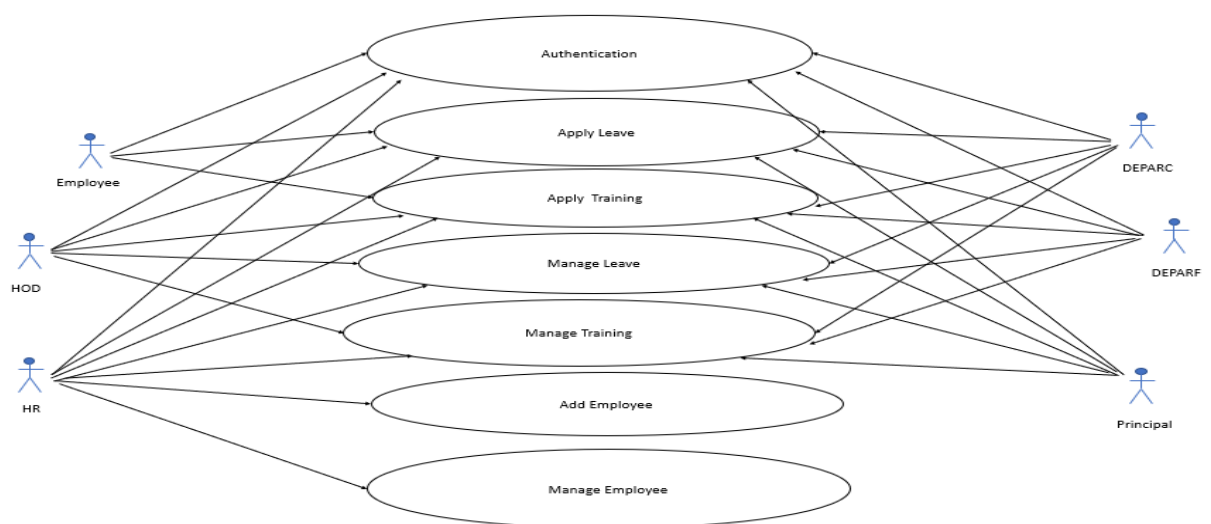 Authentication
Apply Leave
Employee
DEPARC
Apply  Training
Manage Leave
HOD
DEPARF
Manage Training
HR
Add Employee
Principal
Manage Employee